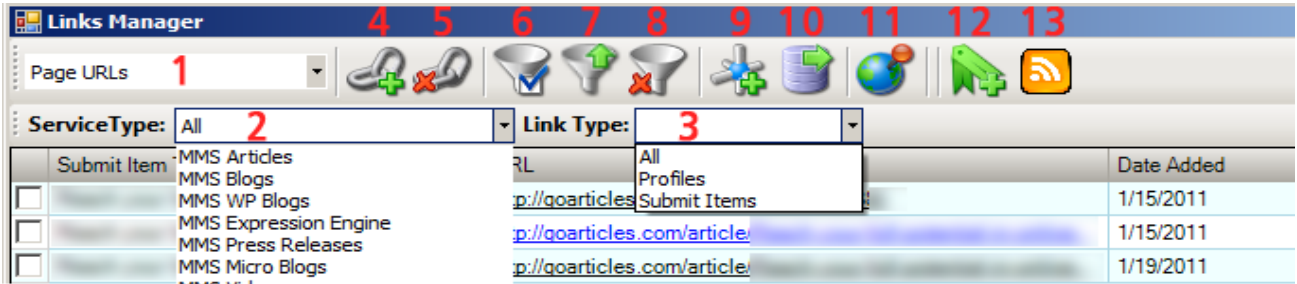 Links Manager
4 5 6 7 8 9 10 11 12 13
Page URLs 1
ServiceType: All 2 Link Type: 3
MMS Articles
MMS Blogs
MMS WP Blogs
MMS Expression Engine
MMS Press Releases
MMS Micro Blogs
All
Profiles
Submit Items
Submit Item RL Date Added
tp://goarticles 1/15/2011
tp://goarticles.com/article/ 1/15/2011
tp://goarticles.com/article/ 1/19/2011